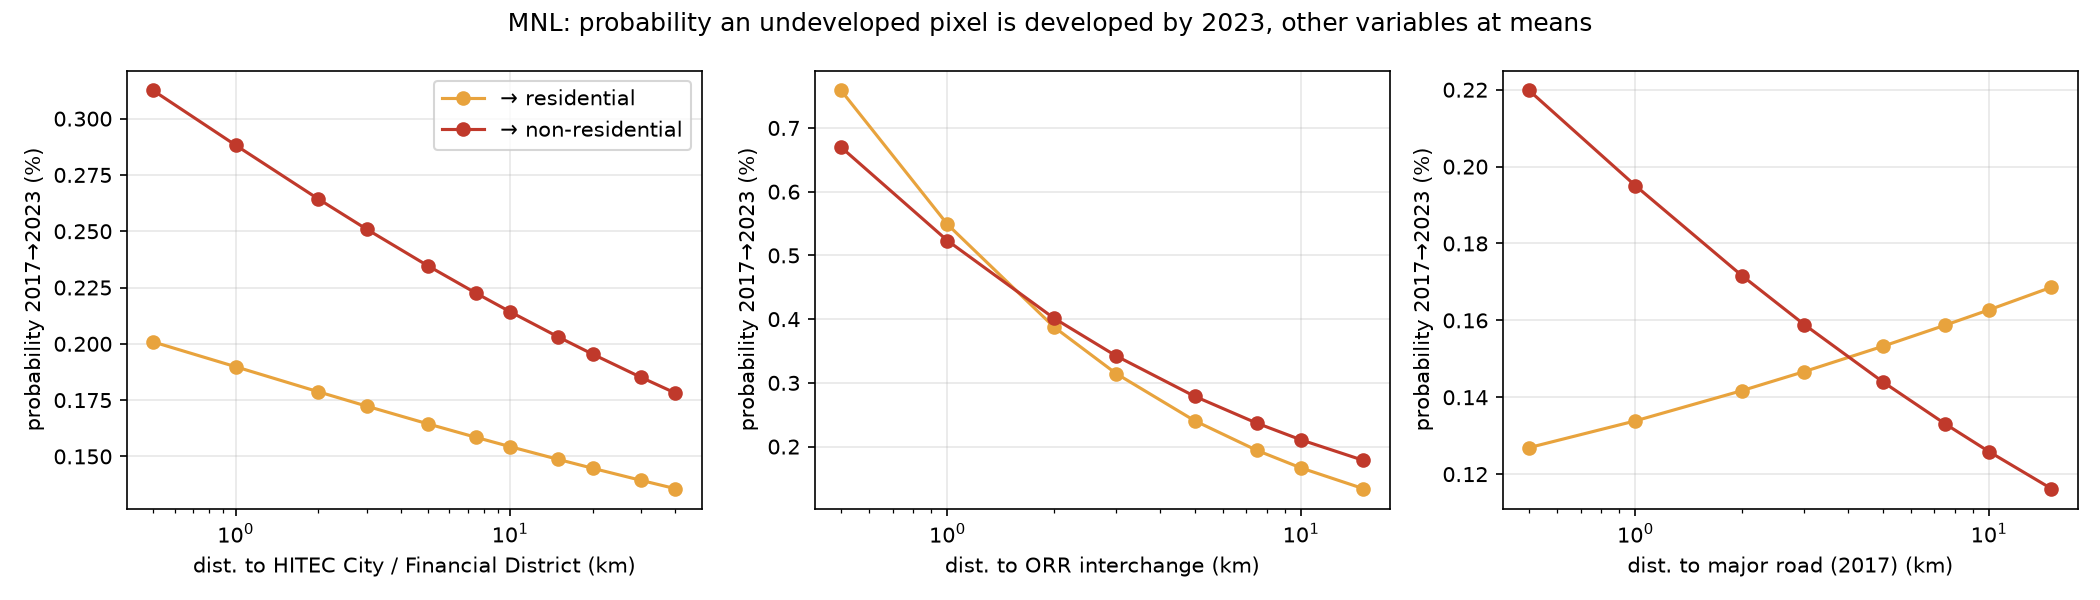 MNL: probability an undeveloped pixel is developed by 2023, other variables at means
probability 2017→2023 (%)
0.300
0.275
0.250
0.225
0.200
0.175
0.150
→ residential
→ non-residential
10⁰
10¹
dist. to HITEC City / Financial District (km)
probability 2017→2023 (%)
0.7
0.6
0.5
0.4
0.3
0.2
10⁰
10¹
dist. to ORR interchange (km)
probability 2017→2023 (%)
0.22
0.20
0.18
0.16
0.14
0.12
10⁰
10¹
dist. to major road (2017) (km)